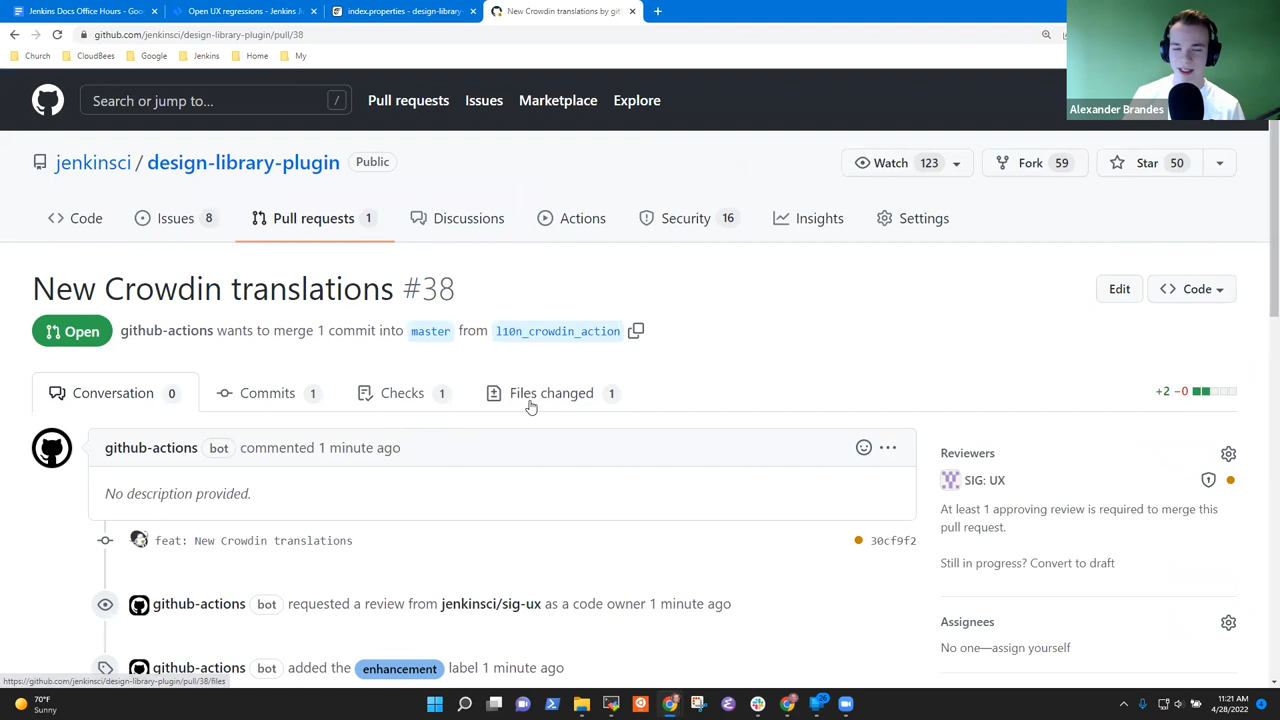 Jenkins Docs Office Hours - Goo
Open UX regressions - Jenkins Ji
index.properties - design-library
New Crowdin translations by git
github.com/jenkinsci/design-library-plugin/pull/38
Church
CloudBees
Google
Jenkins
Home
My
Alexander Brandes
Search or jump to...
/
Pull requests
Issues
Marketplace
Explore
jenkinsci / design-library-plugin
Public
Watch 123
Fork 59
Star 50
Code
Issues 8
Pull requests 1
Discussions
Actions
Security 16
Insights
Settings
New Crowdin translations #38
Edit
Code
Open
github-actions wants to merge 1 commit into master from l10n_crowdin_action
Conversation 0
Commits 1
Checks 1
Files changed 1
+2 −0
github-actions bot commented 1 minute ago
No description provided.
feat: New Crowdin translations
30cf9f2
github-actions bot requested a review from jenkinsci/sig-ux as a code owner 1 minute ago
github-actions bot added the enhancement label 1 minute ago
Reviewers
SIG: UX
At least 1 approving review is required to merge this
pull request.
Still in progress? Convert to draft
Assignees
No one—assign yourself
https://github.com/jenkinsci/design-library-plugin/pull/38/files
70°F
Sunny
11:21 AM
4/28/2022